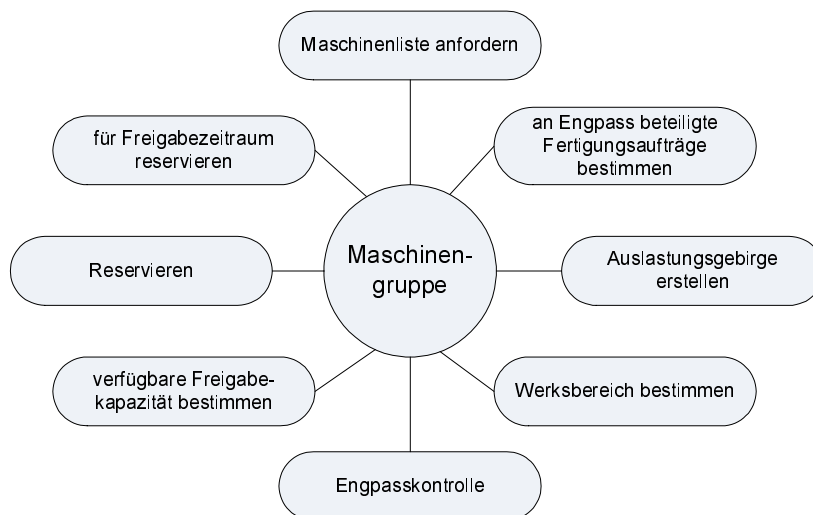 Maschinenliste anfordern
für Freigabezeitraum
reservieren
an Engpass beteiligte
Fertigungsaufträge
bestimmen
Maschinen-
gruppe
Reservieren
Auslastungsgebirge
erstellen
verfügbare Freigabe-
kapazität bestimmen
Werksbereich bestimmen
Engpasskontrolle